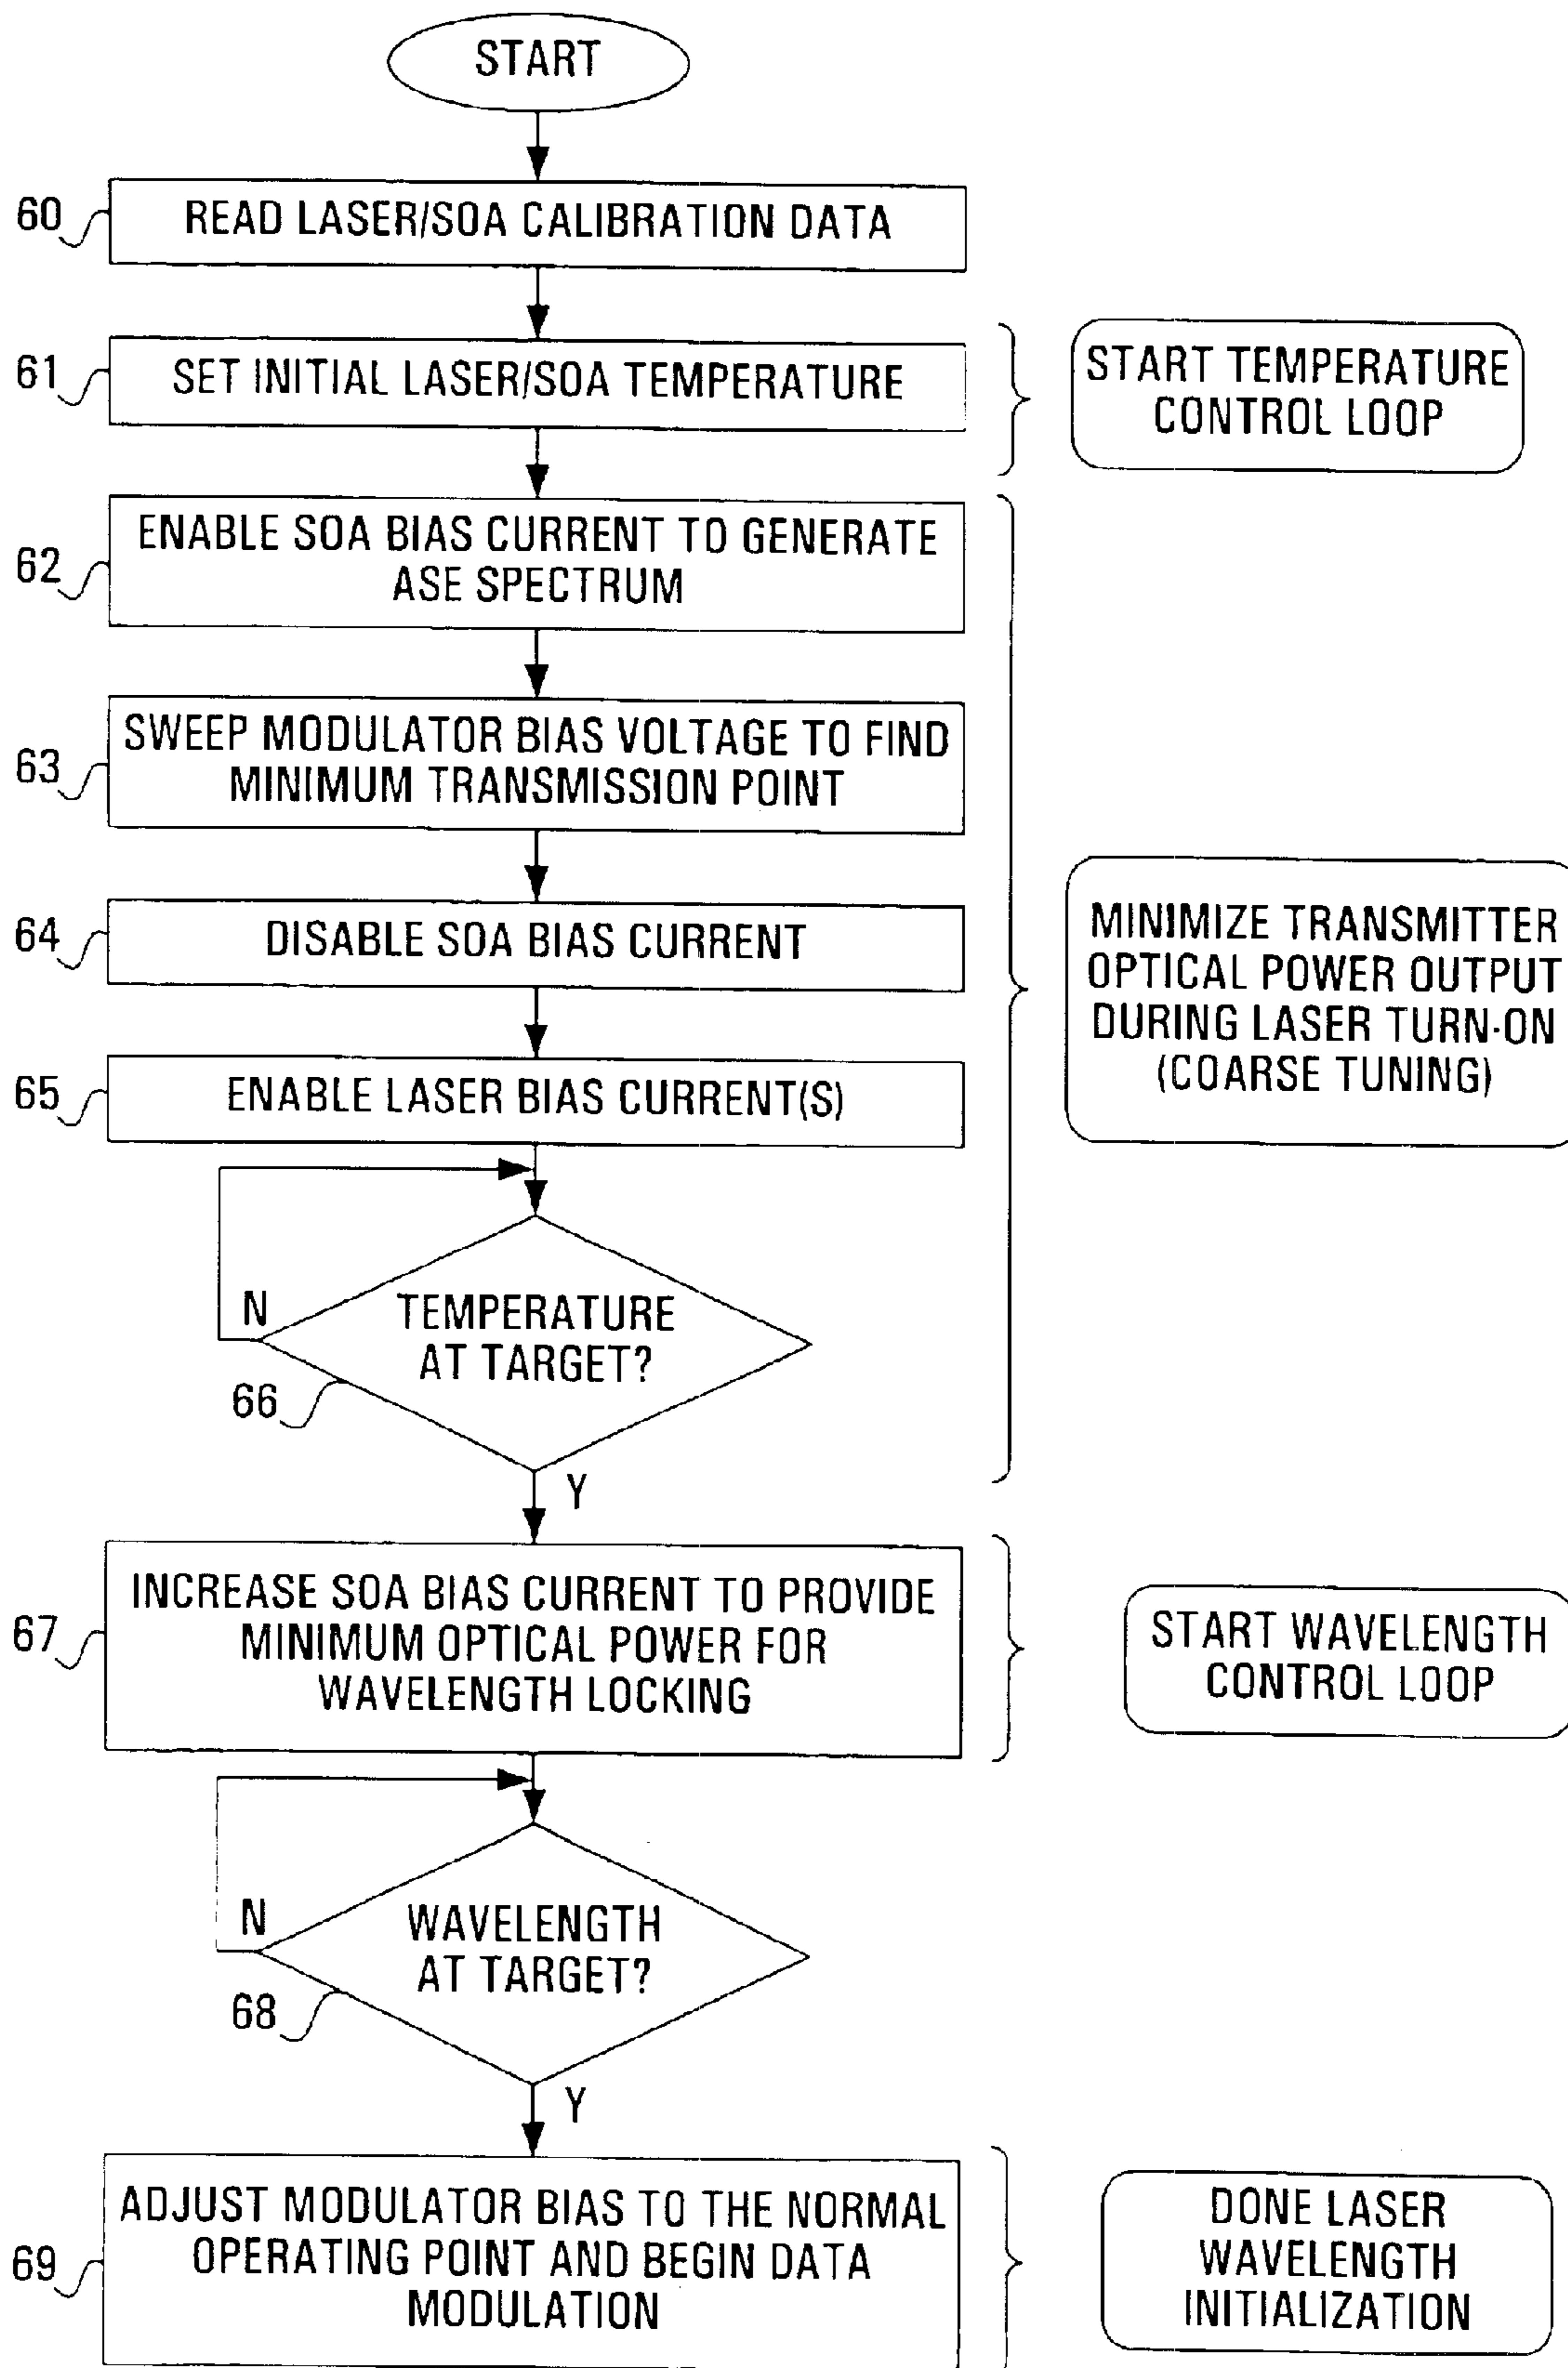 START
60
READ LASER/SOA CALIBRATION DATA
61
SET INITIAL LASER/SOA TEMPERATURE
START TEMPERATURE
CONTROL LOOP
62
ENABLE SOA BIAS CURRENT TO GENERATE
ASE SPECTRUM
63
SWEEP MODULATOR BIAS VOLTAGE TO FIND
MINIMUM TRANSMISSION POINT
64
DISABLE SOA BIAS CURRENT
65
ENABLE LASER BIAS CURRENT(S)
MINIMIZE TRANSMITTER
OPTICAL POWER OUTPUT
DURING LASER TURN-ON
(COARSE TUNING)
N
TEMPERATURE
AT TARGET?
66
Y
67
INCREASE SOA BIAS CURRENT TO PROVIDE
MINIMUM OPTICAL POWER FOR
WAVELENGTH LOCKING
START WAVELENGTH
CONTROL LOOP
N
WAVELENGTH
AT TARGET?
68
Y
69
ADJUST MODULATOR BIAS TO THE NORMAL
OPERATING POINT AND BEGIN DATA
MODULATION
DONE LASER
WAVELENGTH
INITIALIZATION